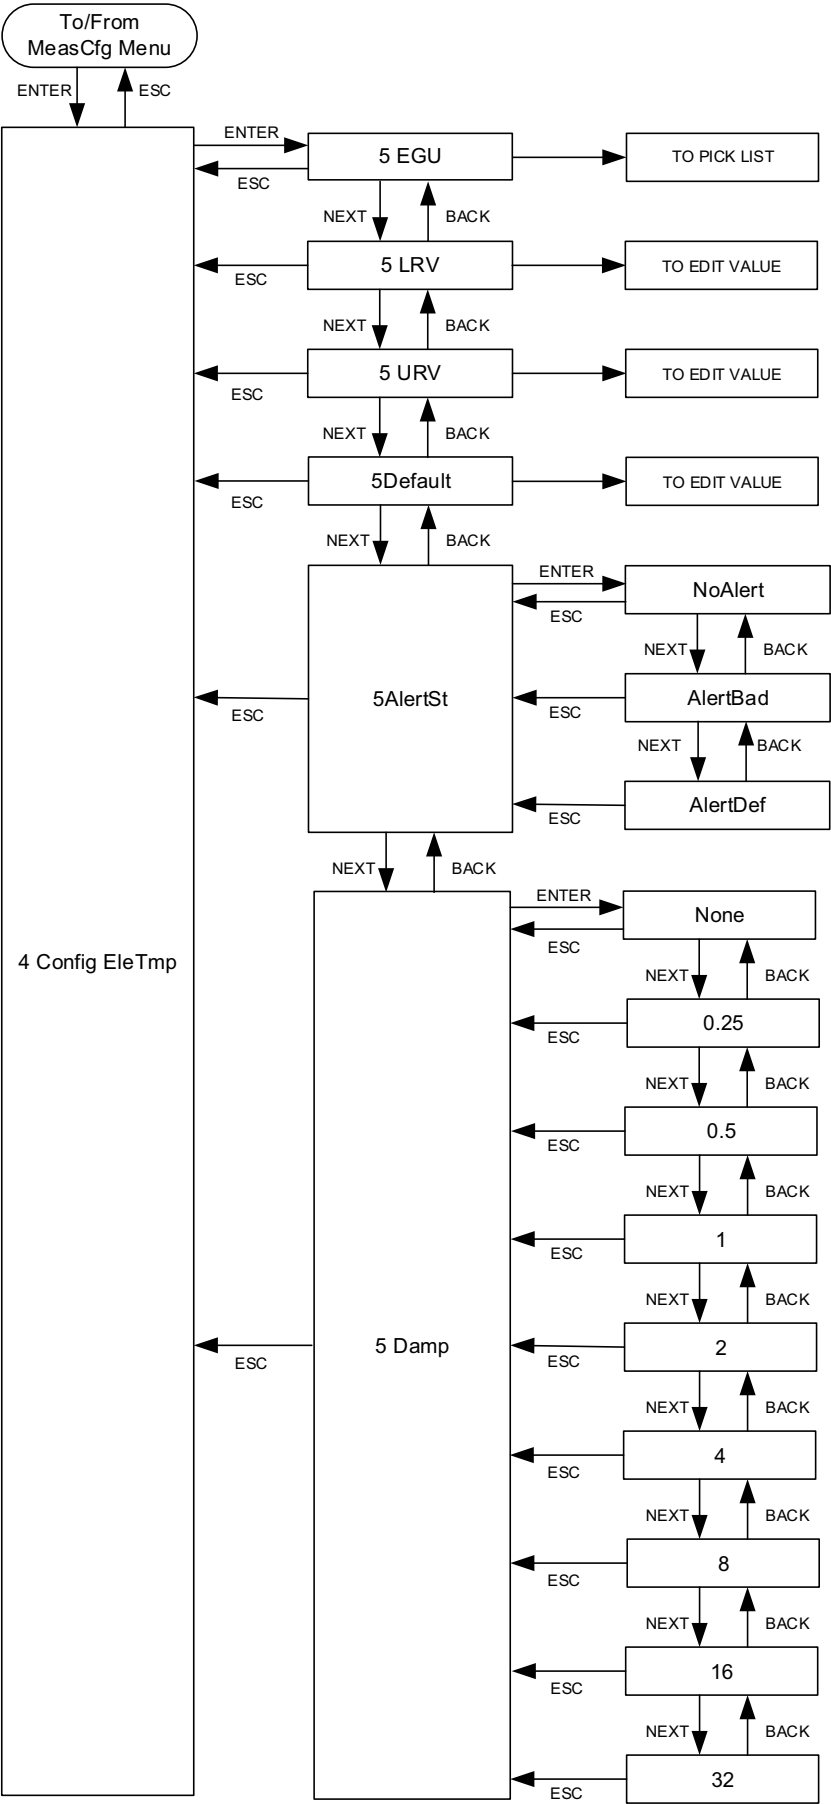 To/From
MeasCfg Menu
ENTER
ESC
ENTER
5 EGU
TO PICK LIST
ESC
NEXT
BACK
5 LRV
TO EDIT VALUE
ESC
NEXT
BACK
5 URV
TO EDIT VALUE
ESC
NEXT
BACK
5Default
TO EDIT VALUE
ESC
NEXT
BACK
ENTER
NoAlert
ESC
NEXT
BACK
5AlertSt
AlertBad
ESC
ESC
NEXT
BACK
AlertDef
ESC
NEXT
BACK
ENTER
None
ESC
4 Config EleTmp
NEXT
BACK
0.25
ESC
NEXT
BACK
0.5
ESC
NEXT
BACK
1
ESC
NEXT
BACK
5 Damp
2
ESC
ESC
NEXT
BACK
4
ESC
NEXT
BACK
8
ESC
NEXT
BACK
16
ESC
NEXT
BACK
32
ESC